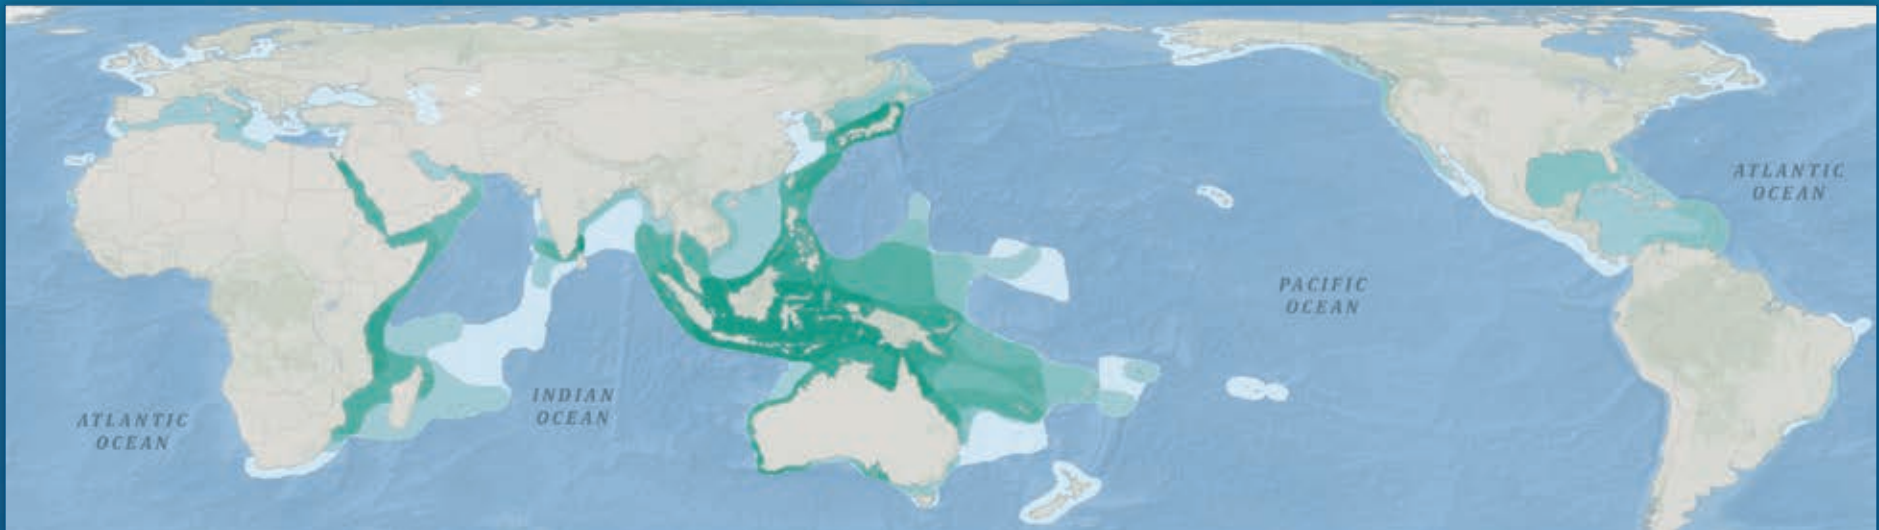 ATLANTIC
OCEAN
PACIFIC
OCEAN
INDIAN
OCEAN
ATLANTIC
OCEAN